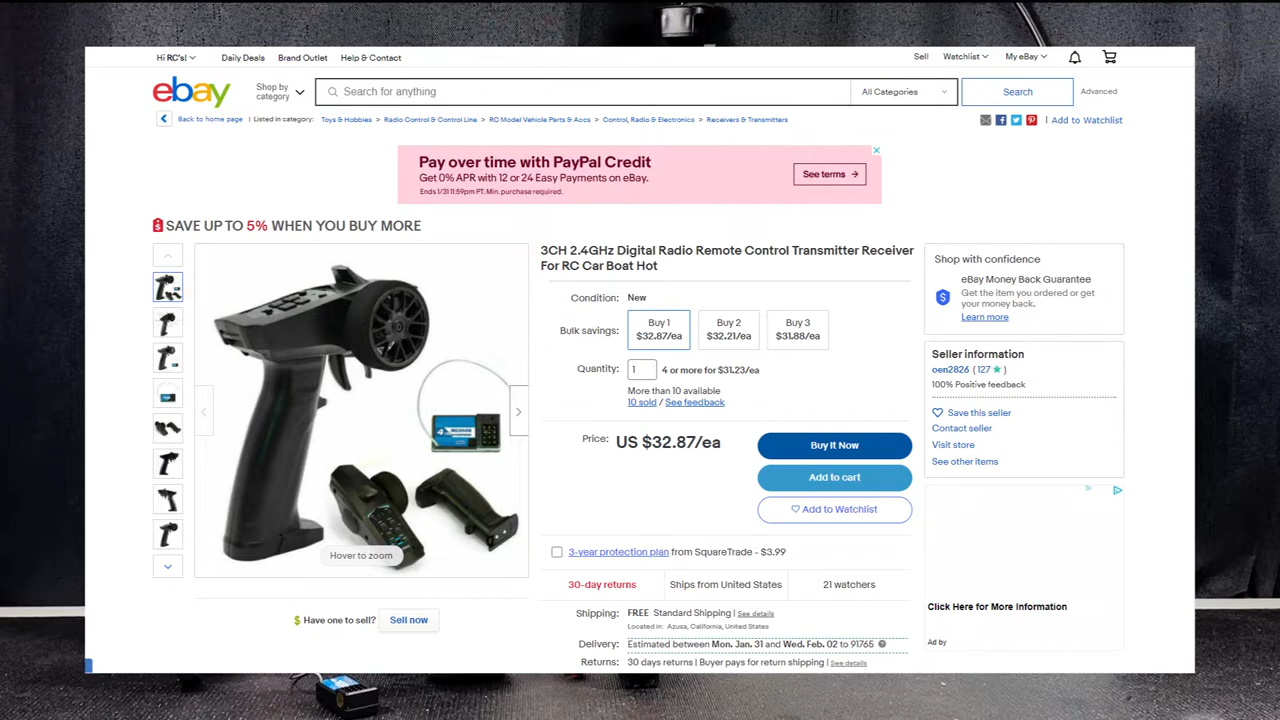 Hi RC's!
Daily Deals
Brand Outlet
Help & Contact
Sell
Watchlist
My eBay
ebay
Shop by category
Search for anything
All Categories
Search
Advanced
Back to home page
Listed in category:
Toys & Hobbies > Radio Control & Control Line > RC Model Vehicle Parts & Accs > Control, Radio & Electronics > Receivers & Transmitters
Add to Watchlist
Pay over time with PayPal Credit
Get 0% APR with 12 or 24 Easy Payments on eBay.
Ends 1/31 11:59pm PT. Min. purchase required.
See terms
SAVE UP TO 5% WHEN YOU BUY MORE
3CH 2.4GHz Digital Radio Remote Control Transmitter Receiver
For RC Car Boat Hot
Condition: New
Bulk savings:
Buy 1
$32.87/ea
Buy 2
$32.21/ea
Buy 3
$31.88/ea
Quantity: 1 4 or more for $31.23/ea
More than 10 available
10 sold / See feedback
Price: US $32.87/ea
Buy It Now
Add to cart
Add to Watchlist
3-year protection plan from SquareTrade - $3.99
30-day returns
Ships from United States
21 watchers
Shipping: FREE Standard Shipping | See details
Located in: Azusa, California, United States
Delivery: Estimated between Mon. Jan. 31 and Wed. Feb. 02 to 91765
Returns: 30 days returns | Buyer pays for return shipping | See details
Hover to zoom
Have one to sell?
Sell now
Shop with confidence
eBay Money Back Guarantee
Get the item you ordered or get
your money back.
Learn more
Seller information
oen2826 (127)
100% Positive feedback
Save this seller
Contact seller
Visit store
See other items
Click Here for More Information
Ad by